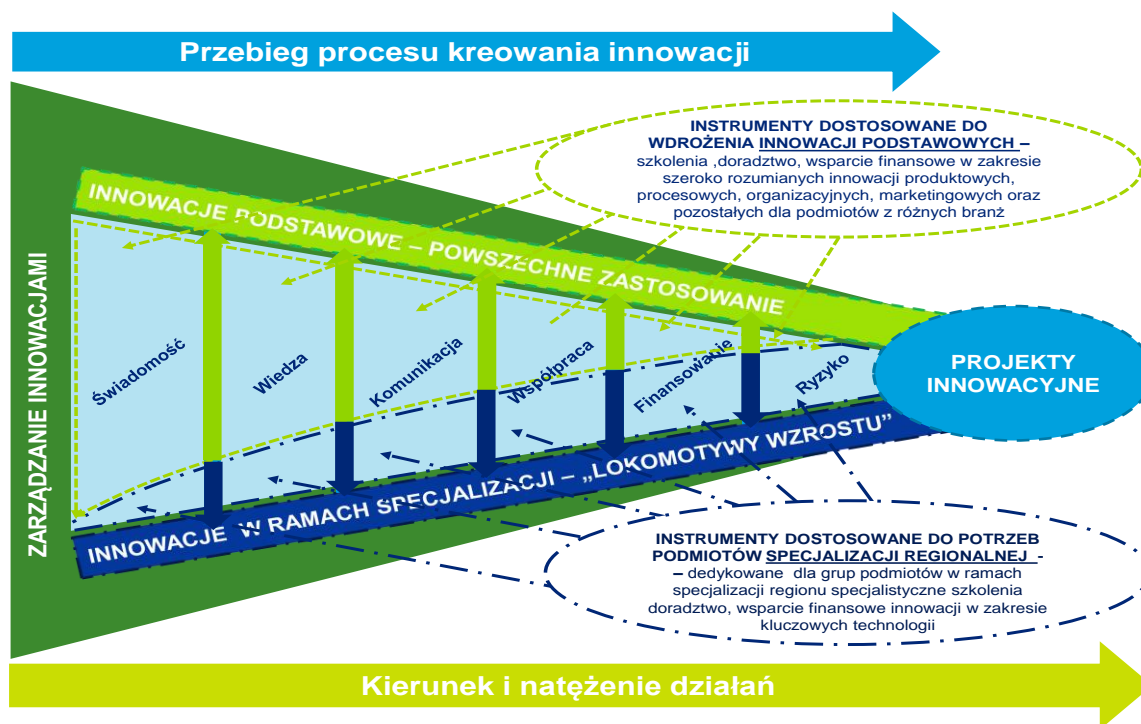 Przebieg procesu kreowania innowacji
INSTRUMENTY DOSTOSOWANE DO
WDROŻENIA INNOWACJI PODSTAWOWYCH –
szkolenia ,doradztwo, wsparcie finansowe w zakresie
szeroko rozumianych innowacji produktowych,
procesowych, organizacyjnych, marketingowych oraz
pozostałych dla podmiotów z różnych branż
ZARZĄDZANIE INNOWACJAMI
INNOWACJE PODSTAWOWE – POWSZECHNE ZASTOSOWANIE
Świadomość
Wiedza
Komunikacja
Współpraca
Finansowanie
Ryzyko
PROJEKTY
INNOWACYJNE
INNOWACJE W RAMACH SPECJALIZACJI – „LOKOMOTYWY WZROSTU”
INSTRUMENTY DOSTOSOWANE DO POTRZEB
PODMIOTÓW SPECJALIZACJI REGIONALNEJ -
– dedykowane dla grup podmiotów w ramach
specjalizacji regionu specjalistyczne szkolenia
doradztwo, wsparcie finansowe innowacji w zakresie
kluczowych technologii
Kierunek i natężenie działań